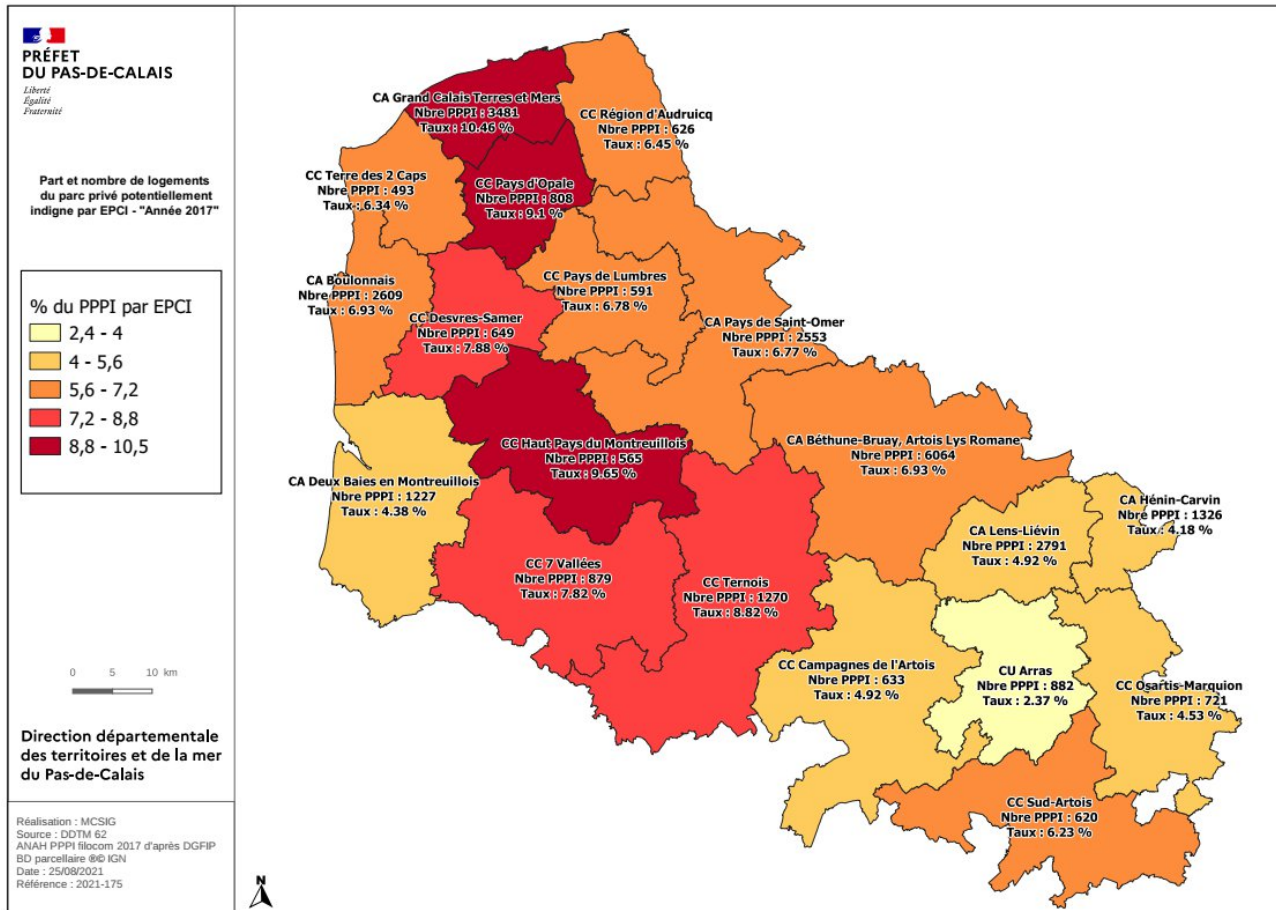 PRÉFET
DU PAS-DE-CALAIS
Liberté
Égalité
Fraternité
Part et nombre de logements
du parc privé potentiellement
indigne par EPCI - "Année 2017"
% du PPPI par EPCI
2,4 - 4
4 - 5,6
5,6 - 7,2
7,2 - 8,8
8,8 - 10,5
0 5 10 km
Direction départementale
des territoires et de la mer
du Pas-de-Calais
Réalisation : MCSIG
Source : DDTM 62
ANAH PPPI filocom 2017 d'après DGFIP
BD parcellaire ®© IGN
Date : 25/08/2021
Référence : 2021-175
N
CA Grand Calais Terres et Mers
Nbre PPPI : 3481
Taux : 10.46 %
CC Région d'Audruicq
Nbre PPPI : 626
Taux : 6.45 %
CC Terre des 2 Caps
Nbre PPPI : 493
Taux : 6.34 %
CC Pays d'Opale
Nbre PPPI : 808
Taux : 9.1 %
CA Boulonnais
Nbre PPPI : 2609
Taux : 6.93 %
CC Pays de Lumbres
Nbre PPPI : 591
Taux : 6.78 %
CC Desvres-Samer
Nbre PPPI : 649
Taux : 7.88 %
CA Pays de Saint-Omer
Nbre PPPI : 2553
Taux : 6.77 %
CC Haut Pays du Montreuillois
Nbre PPPI : 565
Taux : 9.65 %
CA Béthune-Bruay, Artois Lys Romane
Nbre PPPI : 6064
Taux : 6.93 %
CA Deux Baies en Montreuillois
Nbre PPPI : 1227
Taux : 4.38 %
CA Hénin-Carvin
Nbre PPPI : 1326
Taux : 4.18 %
CA Lens-Liévin
Nbre PPPI : 2791
Taux : 4.92 %
CC 7 Vallées
Nbre PPPI : 879
Taux : 7.82 %
CC Ternois
Nbre PPPI : 1270
Taux : 8.82 %
CC Campagnes de l'Artois
Nbre PPPI : 633
Taux : 4.92 %
CU Arras
Nbre PPPI : 882
Taux : 2.37 %
CC Osartis-Marquion
Nbre PPPI : 721
Taux : 4.53 %
CC Sud-Artois
Nbre PPPI : 620
Taux : 6.23 %